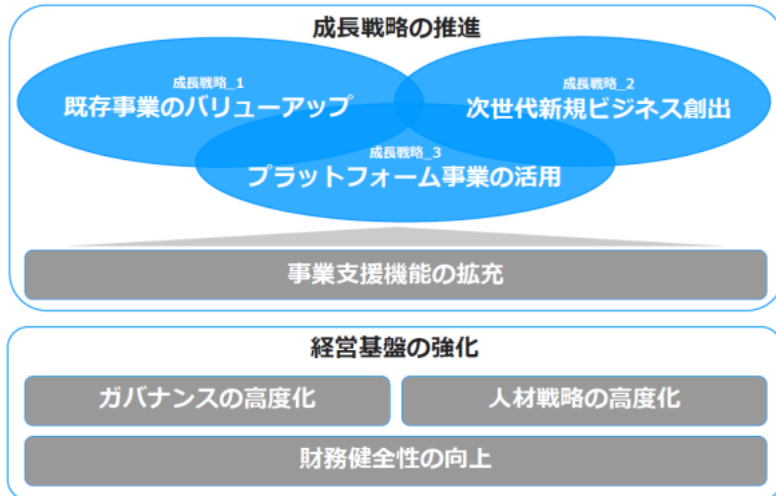 成長戦略の推進
成長戦略_1
既存事業のバリューアップ
成長戦略_2
次世代新規ビジネス創出
成長戦略_3
プラットフォーム事業の活用
事業支援機能の拡充
経営基盤の強化
ガバナンスの高度化
人材戦略の高度化
財務健全性の向上